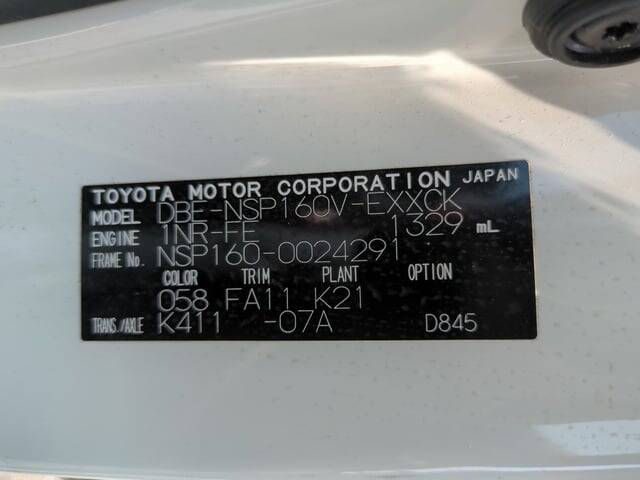 TOYOTA MOTOR CORPORATION JAPAN
MODEL DBE-NSP160V-EXXCK
ENGINE 1NR-FE 1329 mL
FRAME No. NSP160-0024291
COLOR TRIM PLANT OPTION
058 FA11 K21
TRANS./AXLE K411 -07A D845